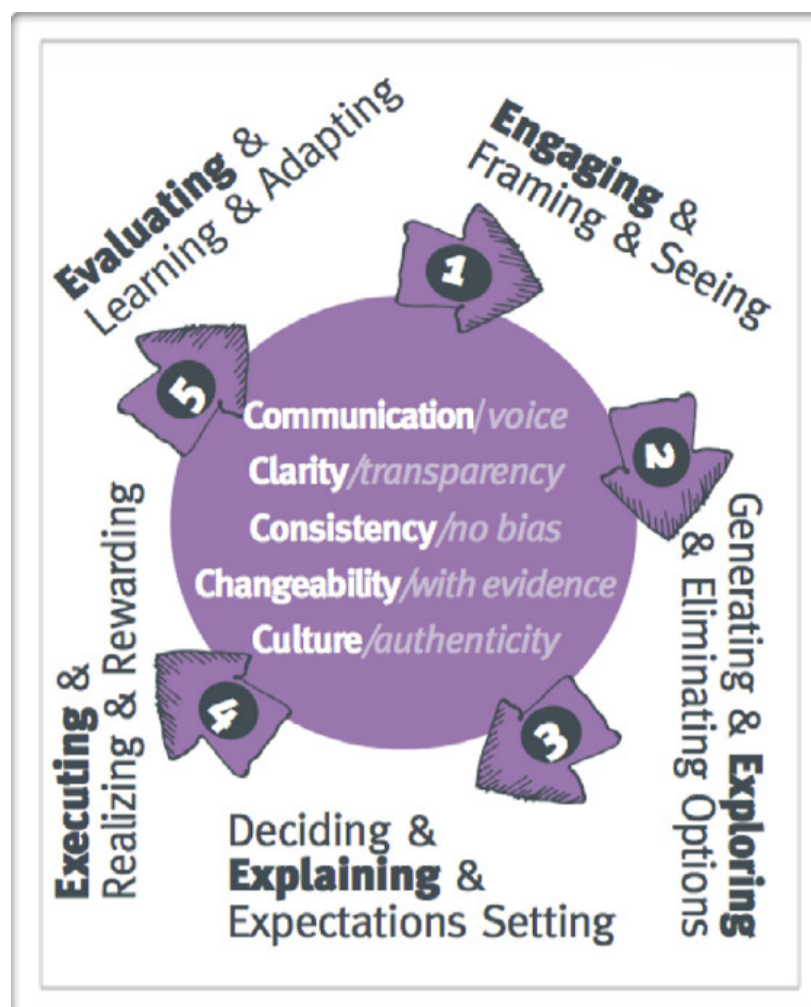 1
Engaging &
Framing & Seeing
2
Generating & Exploring
& Eliminating Options
3
Deciding &
Explaining &
Expectations Setting
4
Executing &
Realizing & Rewarding
5
Evaluating &
Learning & Adapting
Communication/voice
Clarity/transparency
Consistency/no bias
Changeability/with evidence
Culture/authenticity